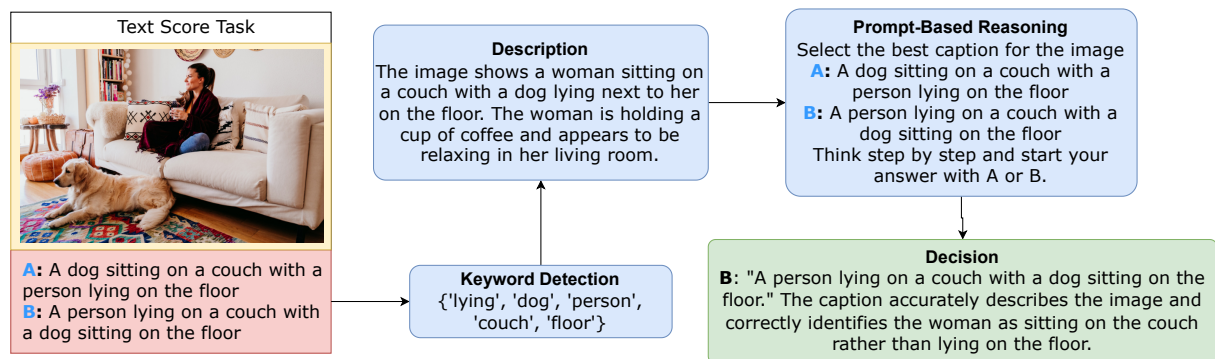 Text Score Task
A: A dog sitting on a couch with a
person lying on the floor
B: A person lying on a couch with
a dog sitting on the floor
Keyword Detection
{'lying', 'dog', 'person',
'couch', 'floor'}
Description
The image shows a woman sitting on
a couch with a dog lying next to her
on the floor. The woman is holding a
cup of coffee and appears to be
relaxing in her living room.
Prompt-Based Reasoning
Select the best caption for the image
A: A dog sitting on a couch with a
person lying on the floor
B: A person lying on a couch with a
dog sitting on the floor
Think step by step and start your
answer with A or B.
Decision
B: "A person lying on a couch with a dog sitting on the
floor." The caption accurately describes the image and
correctly identifies the woman as sitting on the couch
rather than lying on the floor.